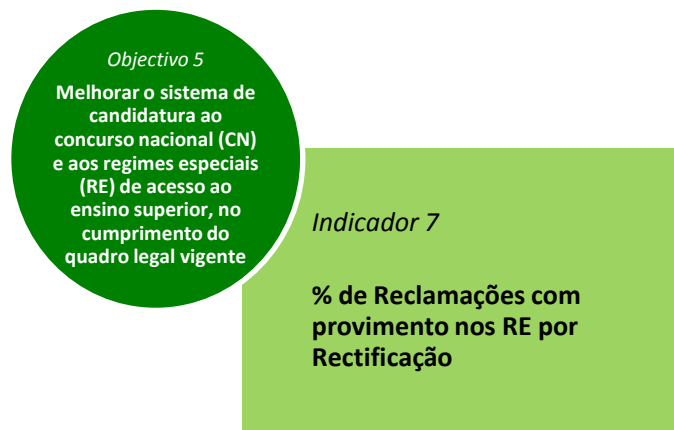 Objectivo 5
Melhorar o sistema de
candidatura ao
concurso nacional (CN)
e aos regimes especiais
(RE) de acesso ao
ensino superior, no
cumprimento do
quadro legal vigente
Indicador 7
% de Reclamações com
provimento nos RE por
Rectificação